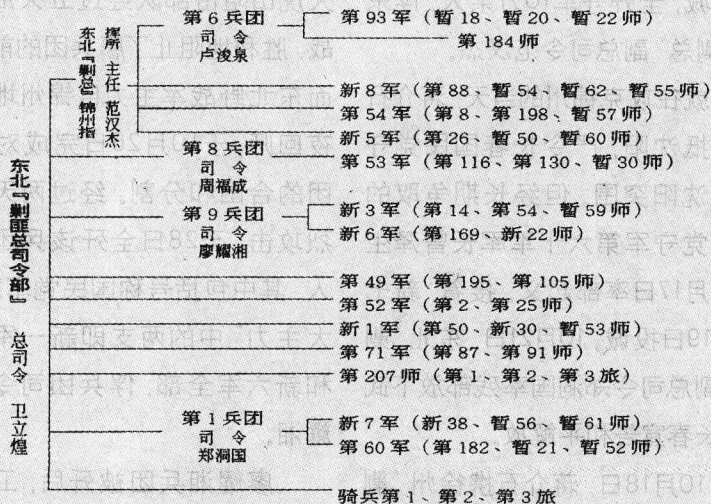 东北『剿匪总司令部』 总司令 卫立煌
东北『剿总』锦州指
挥所 主任 范汉杰
第6兵团
司令
卢浚泉
第93军（暂18、暂20、暂22师）
第184师
新8军（第88、暂54、暂62、暂55师）
第54军（第8、第198、暂57师）
新5军（第26、暂50、暂60师）
第8兵团
司令
周福成
第53军（第116、第130、暂30师）
第9兵团
司令
廖耀湘
新3军（第14、第54、暂59师）
新6军（第169、新22师）
第49军（第195、第105师）
第52军（第2、第25师）
新1军（第50、新30、暂53师）
第71军（第87、第91师）
第207师（第1、第2、第3旅）
第1兵团
司令
郑洞国
新7军（新38、暂56、暂61师）
第60军（第182、暂21、暂52师）
骑兵第1、第2、第3旅